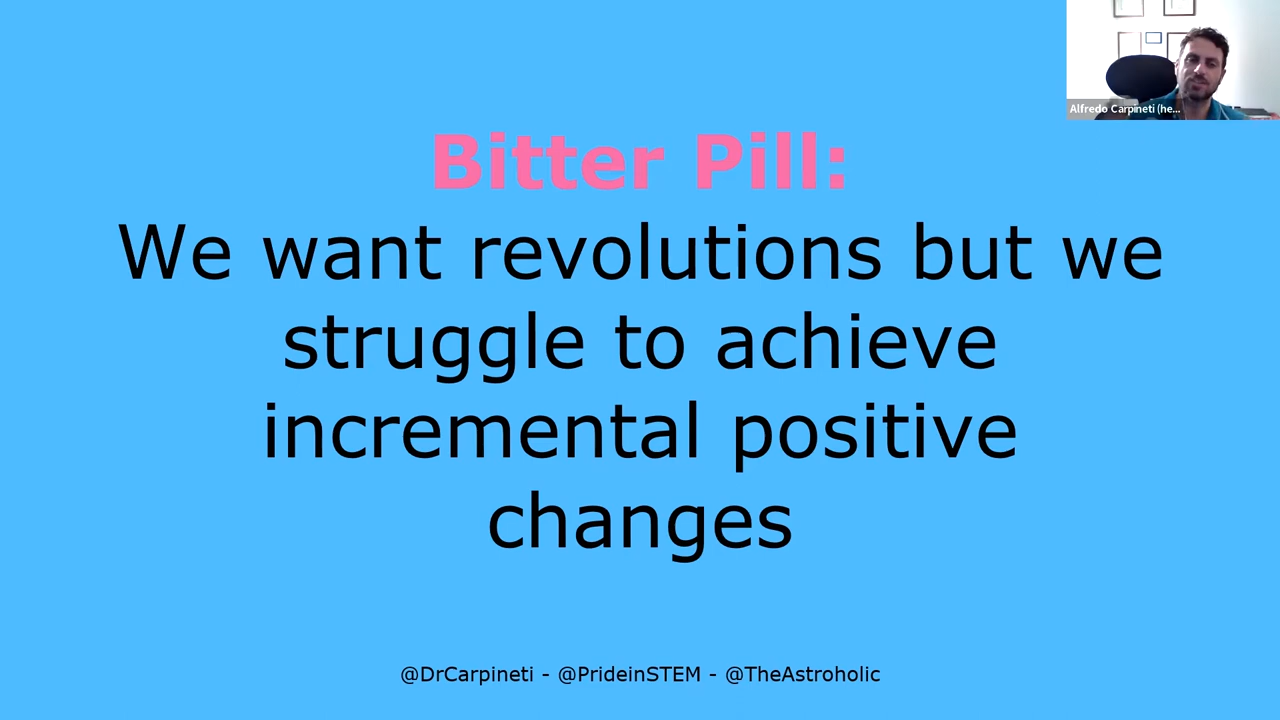 Alfredo Carpineti (he...
Bitter Pill:
We want revolutions but we
struggle to achieve
incremental positive
changes
@DrCarpineti - @PrideinSTEM - @TheAstroholic